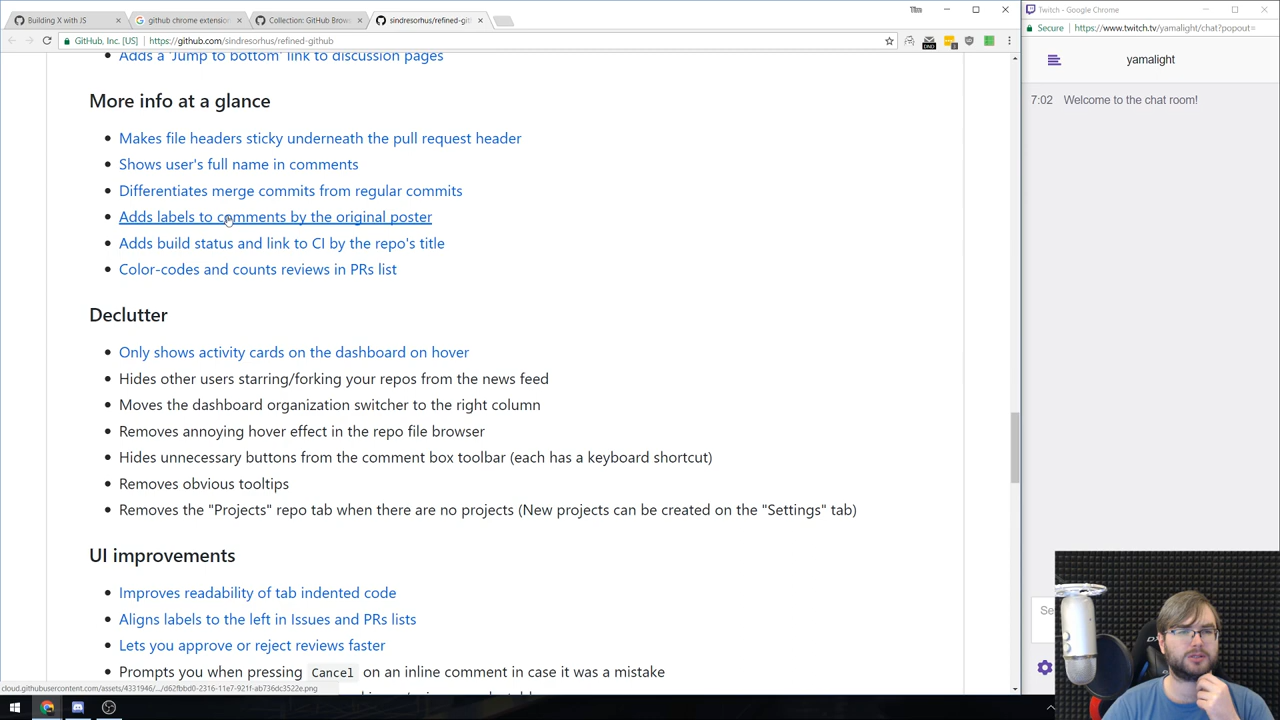 Building X with JS
github chrome extension
Collection: GitHub Brow
sindresorhus/refined-git
Tim
GitHub, Inc. [US]
https://github.com/sindresorhus/refined-github
Adds a 'Jump to bottom' link to discussion pages
More info at a glance
Makes file headers sticky underneath the pull request header
Shows user's full name in comments
Differentiates merge commits from regular commits
Adds labels to comments by the original poster
Adds build status and link to CI by the repo's title
Color-codes and counts reviews in PRs list
Declutter
Only shows activity cards on the dashboard on hover
Hides other users starring/forking your repos from the news feed
Moves the dashboard organization switcher to the right column
Removes annoying hover effect in the repo file browser
Hides unnecessary buttons from the comment box toolbar (each has a keyboard shortcut)
Removes obvious tooltips
Removes the "Projects" repo tab when there are no projects (New projects can be created on the "Settings" tab)
UI improvements
Improves readability of tab indented code
Aligns labels to the left in Issues and PRs lists
Lets you approve or reject reviews faster
Prompts you when pressing Cancel on an inline comment in case it was a mistake
cloud.githubusercontent.com/assets/4331946/.../d62fbbd0-2316-11e7-921f-ab736dc3522e.png
Twitch - Google Chrome
Secure
https://www.twitch.tv/yamalight/chat?popout=
yamalight
7:02 Welcome to the chat room!
Se